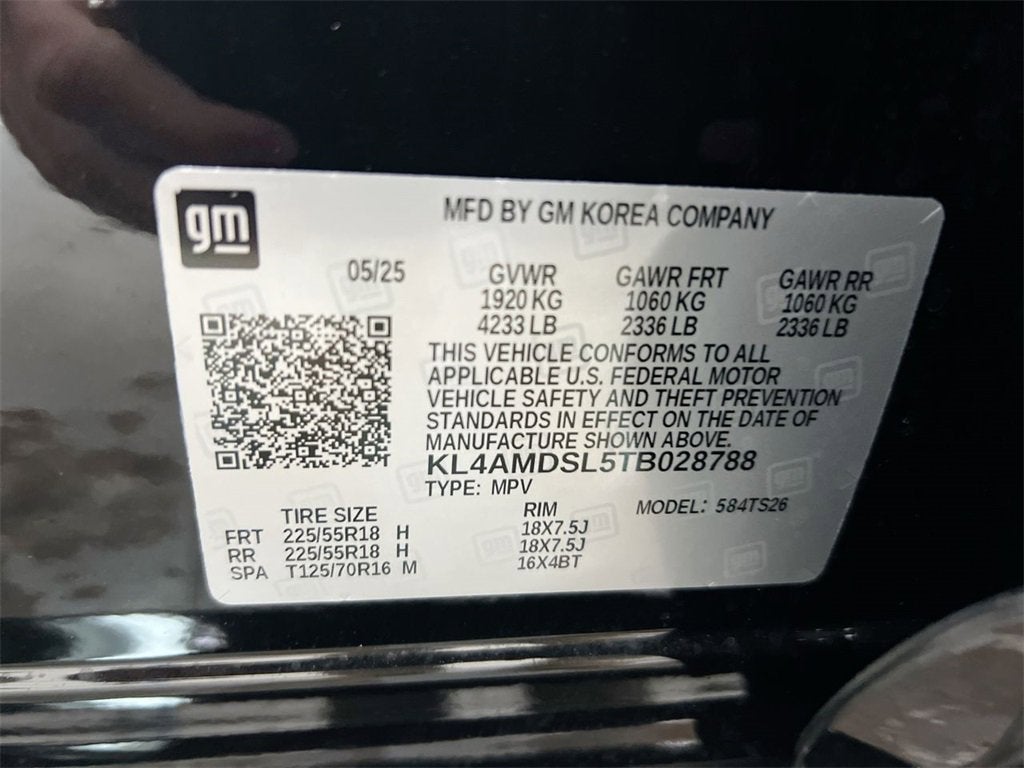 gm
MFD BY GM KOREA COMPANY
05/25 GVWR GAWR FRT GAWR RR
1920 KG 1060 KG 1060 KG
4233 LB 2336 LB 2336 LB
THIS VEHICLE CONFORMS TO ALL
APPLICABLE U.S. FEDERAL MOTOR
VEHICLE SAFETY AND THEFT PREVENTION
STANDARDS IN EFFECT ON THE DATE OF
MANUFACTURE SHOWN ABOVE.
KL4AMDSL5TB028788
TYPE: MPV
TIRE SIZE RIM MODEL: 584TS26
FRT 225/55R18 H 18X7.5J
RR 225/55R18 H 18X7.5J
SPA T125/70R16 M 16X4BT